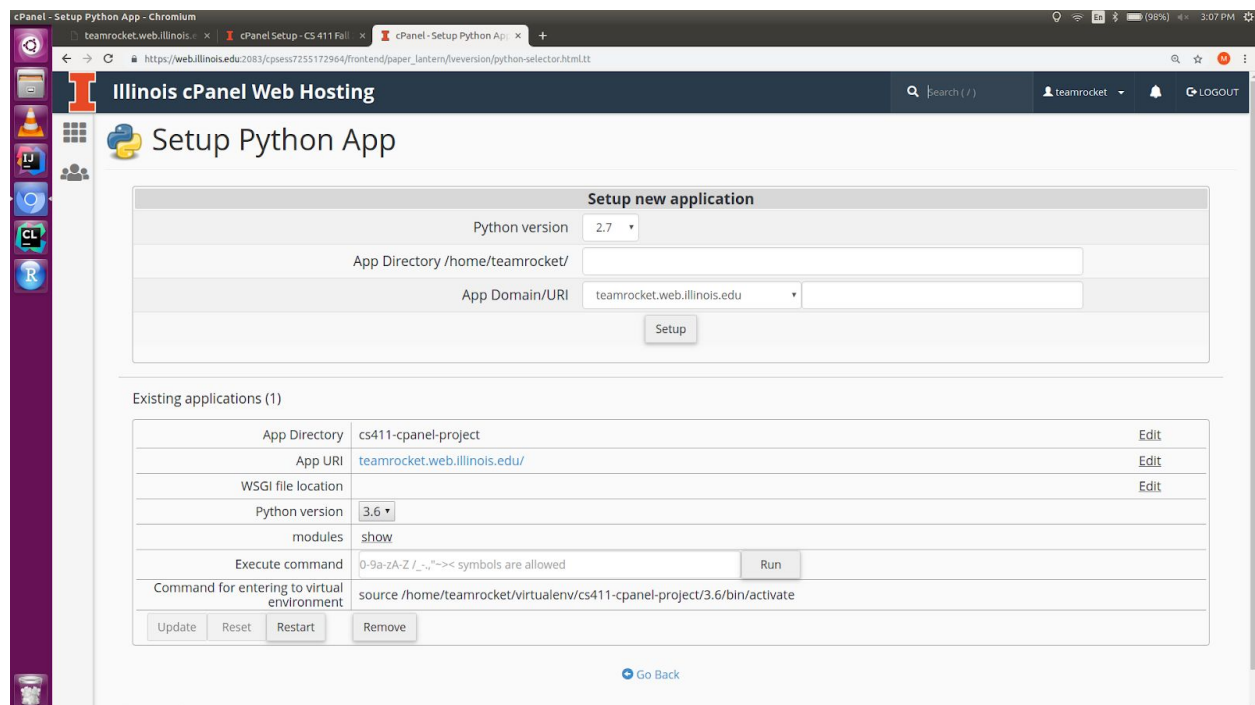 cPanel - Setup Python App - Chromium
En (98%) 3:07 PM
teamrocket.web.illinois.e × cPanel Setup - CS 411 Fall × cPanel - Setup Python App × +
https://web.illinois.edu:2083/cpsess7255172964/frontend/paper_lantern/lveversion/python-selector.html.tt M
I Illinois cPanel Web Hosting Search ( / ) teamrocket LOGOUT
Setup Python App
Setup new application
Python version 2.7
App Directory /home/teamrocket/
App Domain/URI teamrocket.web.illinois.edu
Setup
Existing applications (1)
App Directory cs411-cpanel-project Edit
App URI teamrocket.web.illinois.edu/ Edit
WSGI file location Edit
Python version 3.6
modules show
Execute command 0-9a-zA-Z /_-.,"~>< symbols are allowed Run
Command for entering to virtual
environment source /home/teamrocket/virtualenv/cs411-cpanel-project/3.6/bin/activate
Update Reset Restart Remove
Go Back
IJ
CL
R